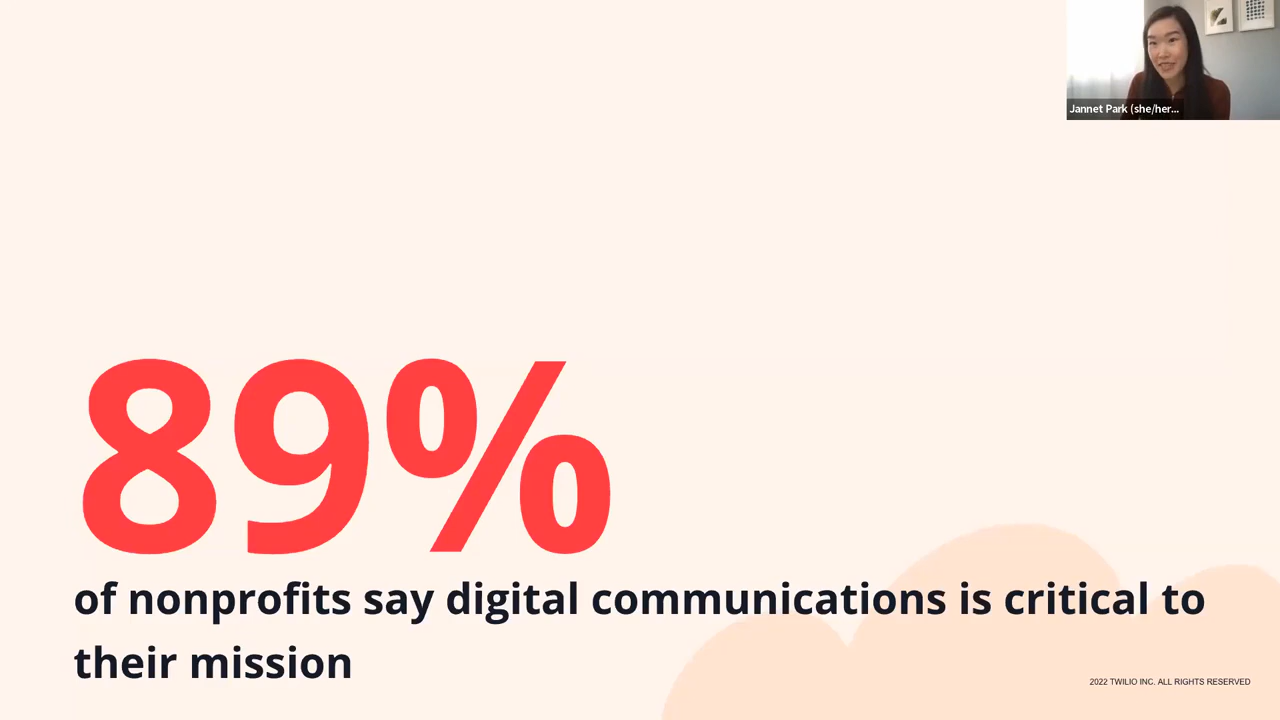 Jannet Park (she/her...
89%
of nonprofits say digital communications is critical to
their mission
2022 TWILIO INC. ALL RIGHTS RESERVED